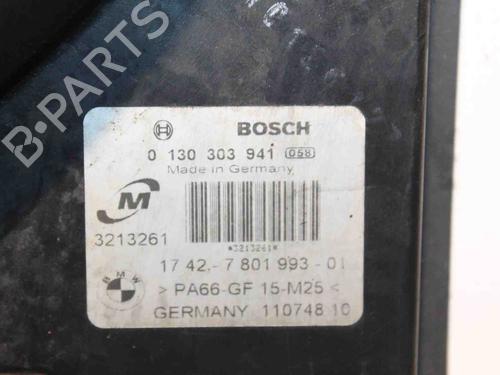 B-PARTS
BOSCH
0 130 303 941 058
Made in Germany
M
3213261
*3213261*
17 42.-7 801 993-01
BMW
> PA66-GF 15-M25 <
GERMANY 110748 10